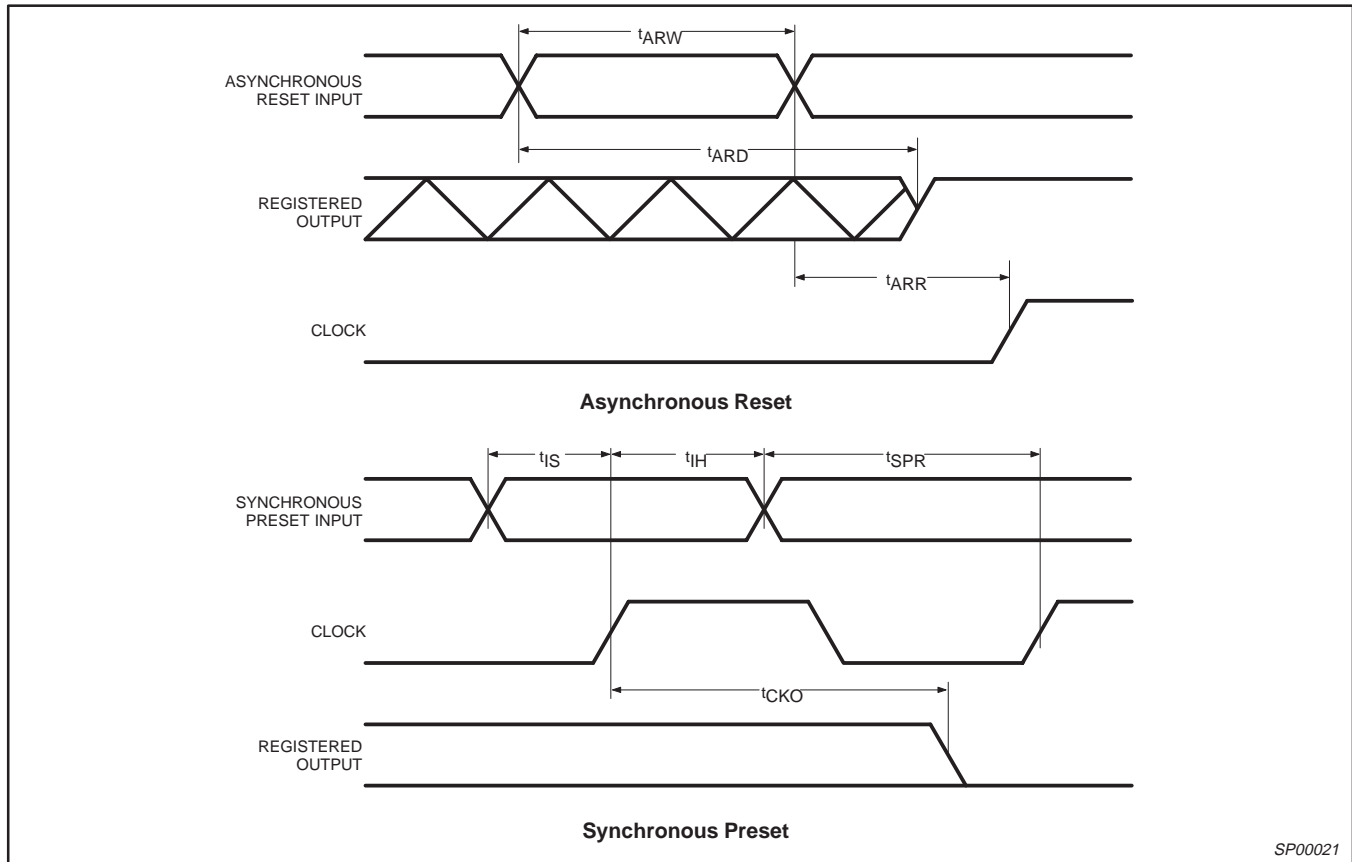 tARW
ASYNCHRONOUS
RESET INPUT
tARD
REGISTERED
OUTPUT
tARR
CLOCK
Asynchronous Reset
tIS
tIH
tSPR
SYNCHRONOUS
PRESET INPUT
CLOCK
tCKO
REGISTERED
OUTPUT
Synchronous Preset
SP00021